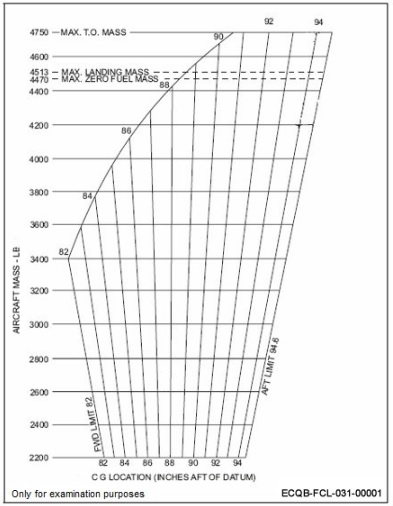 92 94
4750 MAX. T.O. MASS 90
4600
4513 MAX. LANDING MASS
4470 MAX. ZERO FUEL MASS
4400 88
4200
86
4000
3800 84
3600
3400 82
3200
3000
2800
2600
2400
2200
AIRCRAFT MASS - LB
FWD LIMIT 82
AFT LIMIT 94.6
82 84 86 88 90 92 94
C G LOCATION (INCHES AFT OF DATUM)
Only for examination purposes ECQB-FCL-031-00001